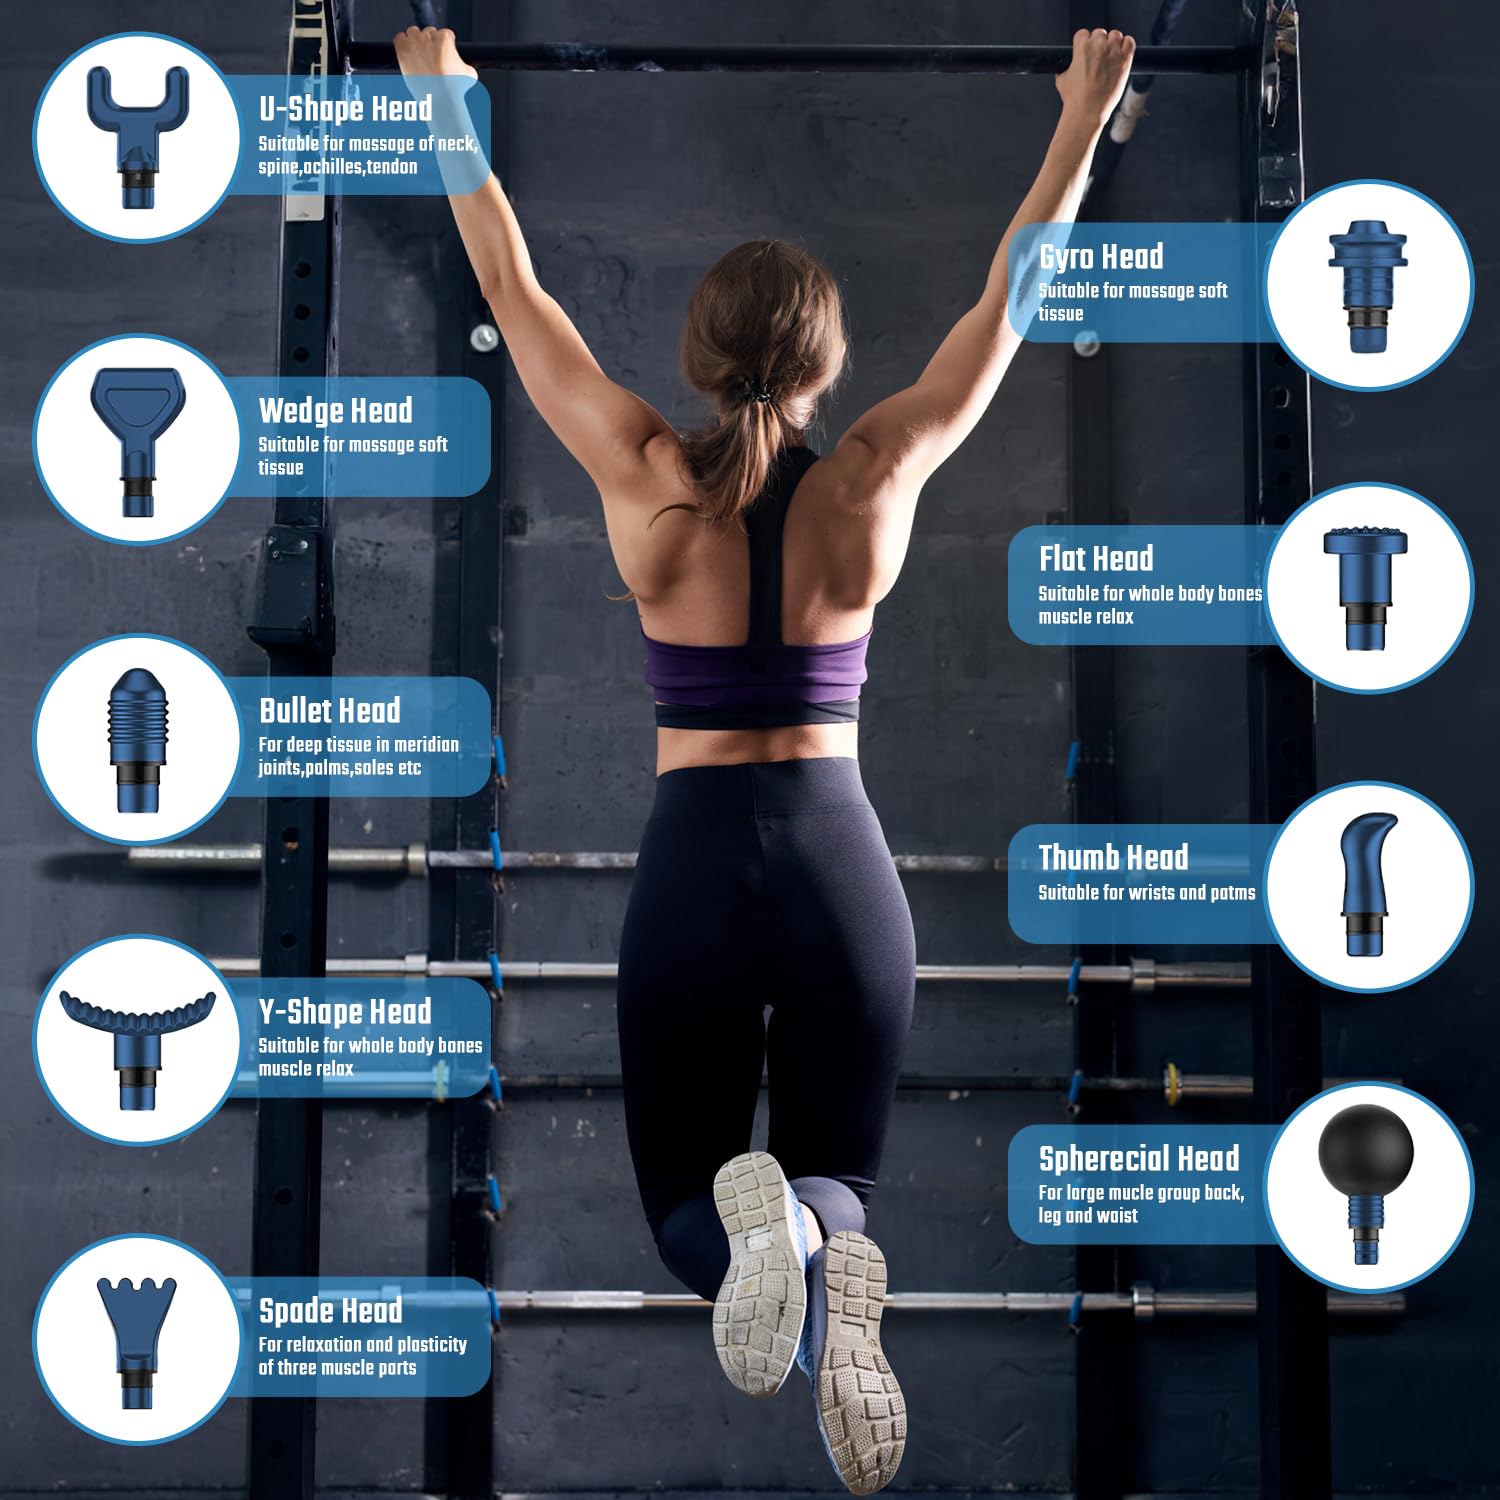 U-Shape Head
Suitable for massage of neck,
spine,achilles,tendon
Wedge Head
Suitable for massage soft
tissue
Bullet Head
For deep tissue in meridian
joints,palms,soles etc
Y-Shape Head
Suitable for whole body bones
muscle relax
Spade Head
For relaxation and plasticity
of three muscle parts
Gyro Head
Suitable for massage soft
tissue
Flat Head
Suitable for whole body bones
muscle relax
Thumb Head
Suitable for wrists and patms
Spherecial Head
For large mucle group back,
leg and waist